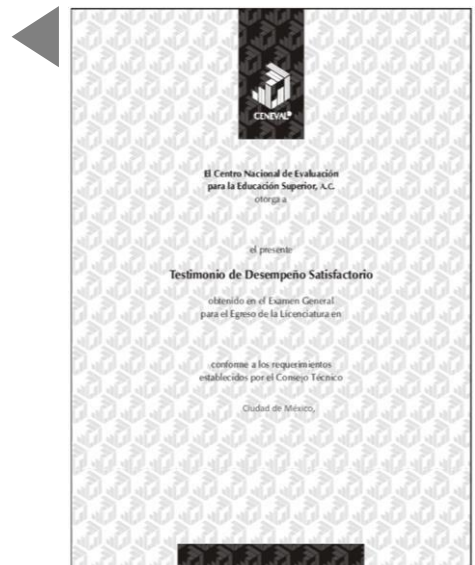 CENEVAL®
El Centro Nacional de Evaluación
para la Educación Superior, A.C.
otorga a
el presente
Testimonio de Desempeño Satisfactorio
obtenido en el Examen General
para el Egreso de la Licenciatura en
conforme a los requerimientos
establecidos por el Consejo Técnico
Ciudad de México,